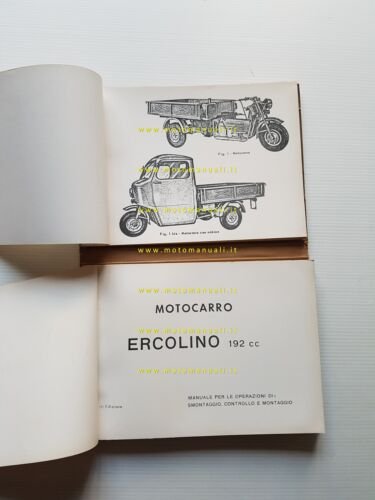 Fig. 1 - Motocarro
www.motomanuali.it
Fig. 1 bis - Motocarro con cabina
www.motomanuali.it
MOTOCARRO
www.motomanuali.it
ERCOLINO 192 cc
www.motomanuali.it
MANUALE PER LE OPERAZIONI DI:
SMONTAGGIO, CONTROLLO E MONTAGGIO
Edizione
www.motomanuali.it